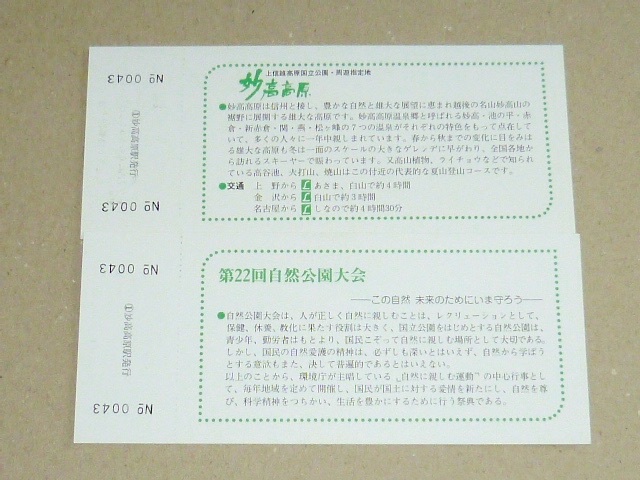 上信越高原国立公園・周遊指定地
妙高高原
●妙高高原は信州と接し、豊かな自然と雄大な展望に恵まれ越後の名山妙高山の
裾野に展開する雄大な高原です。妙高高原温泉郷と呼ばれる妙高・池の平・赤
倉・新赤倉・関・燕・松ヶ峰の7つの温泉がそれぞれの特色をもって点在してい
て、多くの人々に一年中親しまれています。春から秋までの変化に目をみは
る雄大な高原も冬は一面のスケールの大きなゲレンデに早がわり、全国各地か
ら訪れるスキーヤーで賑わっています。又高山植物、ライチョウなどで知られ
ている高谷池、火打山、焼山はこの付近の代表的な夏山登山コースです。
●交通 上 野からLあさま、白山で約4時間
金 沢からL白山で約3時間
名古屋からLしなので約4時間30分
№ 0043
①妙高高原駅発行
№ 0043
第22回自然公園大会
──この自然 未来のためにいま守ろう──
●自然公園大会は、人が正しく自然に親しむことは、レクリェーションとして、
保健、休養、教化に果たす役割は大きく、国立公園をはじめとする自然公園は、
青少年、勤労者はもとより、国民こぞって自然に親しむ場所として大切である。
しかし、国民の自然愛護の精神は、必ずしも深いとはいえず、自然から学ぼう
とする意欲もまた、決して普遍的であるとはいえない。
以上のことから、環境庁が主唱している〝自然に親しむ運動〟の中心行事とし
て、毎年地域を定めて開催し、国民が国土に対する愛情を新たにし、自然を尊
び、科学精神をつちかい、生活を豊かにするために行う祭典である。
№ 0043
①妙高高原駅発行
№ 0043